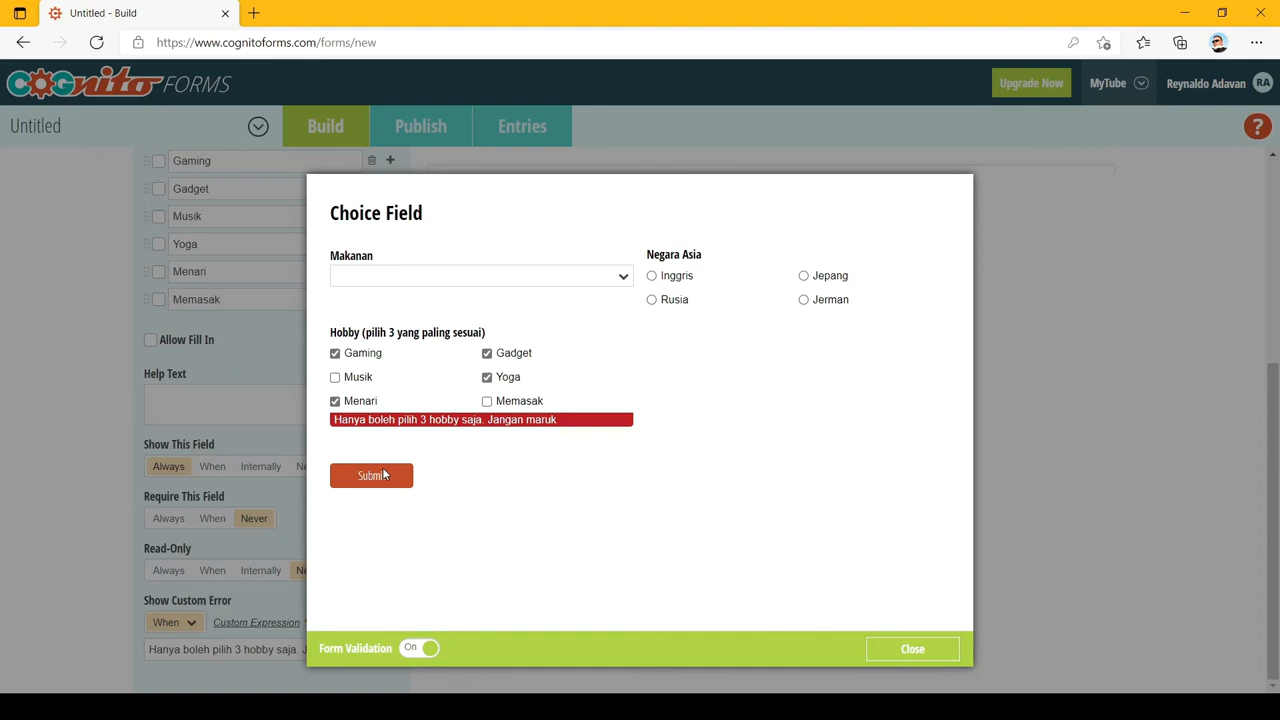 Untitled - Build
https://www.cognitoforms.com/forms/new
COGNITO FORMS
Upgrade Now
MyTube
Reynaldo Adavan
RA
Untitled
Build
Publish
Entries
?
Gaming
Gadget
Musik
Yoga
Menari
Memasak
Allow Fill In
Help Text
Show This Field
Always When Internally
Require This Field
Always When Never
Read-Only
Always When Internally
Show Custom Error
When Custom Expression
Hanya boleh pilih 3 hobby saja.
Choice Field
Makanan
Negara Asia
Inggris Jepang
Rusia Jerman
Hobby (pilih 3 yang paling sesuai)
Gaming Gadget
Musik Yoga
Menari Memasak
Hanya boleh pilih 3 hobby saja. Jangan maruk
Submit
Form Validation On
Close